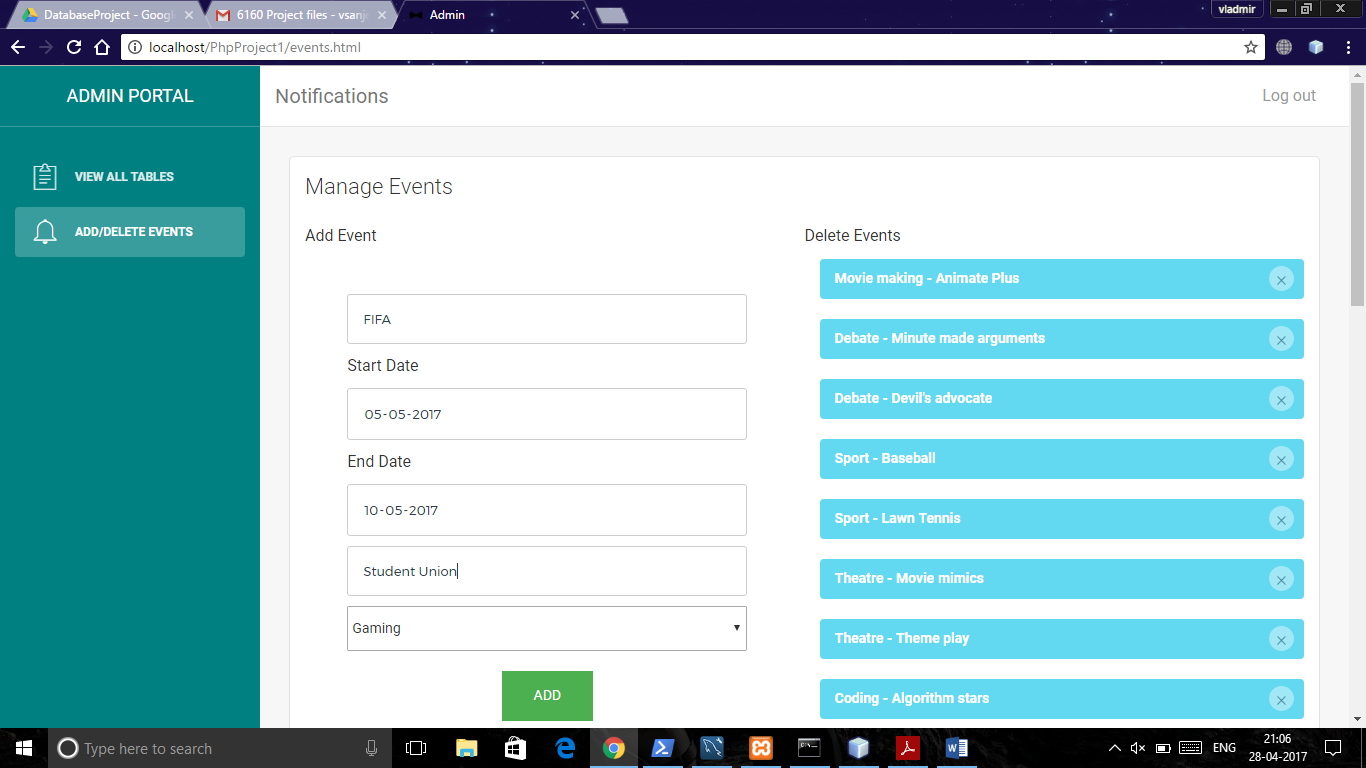 DatabaseProject - Googl
6160 Project files - vsanj
Admin
vladmir
localhost/PhpProject1/events.html
ADMIN PORTAL
Notifications
Log out
VIEW ALL TABLES
ADD/DELETE EVENTS
Manage Events
Add Event
FIFA
Start Date
05-05-2017
End Date
10-05-2017
Student Union
Gaming
ADD
Delete Events
Movie making - Animate Plus
Debate - Minute made arguments
Debate - Devil's advocate
Sport - Baseball
Sport - Lawn Tennis
Theatre - Movie mimics
Theatre - Theme play
Coding - Algorithm stars
Type here to search
ENG
21:06
28-04-2017